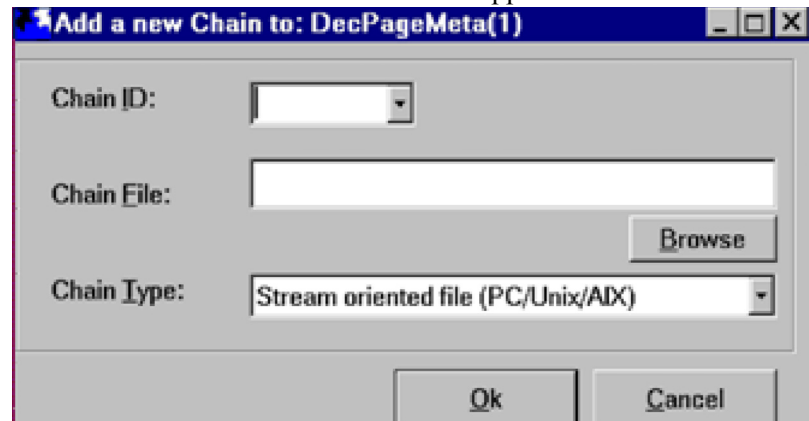 Add a new Chain to: DecPageMeta(1)
Chain ID:
Chain File:
Browse
Chain Type: Stream oriented file (PC/Unix/AIX)
Ok Cancel